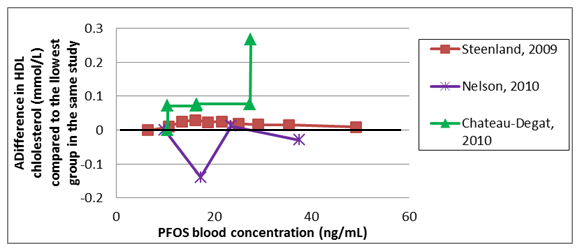 ADifference in HDL
chlolesterol (mmol/L)
compared to the llowest
group in the same study
0.3
0.2
0.1
0
-0.1
-0.2
0
20
40
60
PFOS blood concentration (ng/mL)
Steenland, 2009
Nelson, 2010
Chateau-Degat,
2010